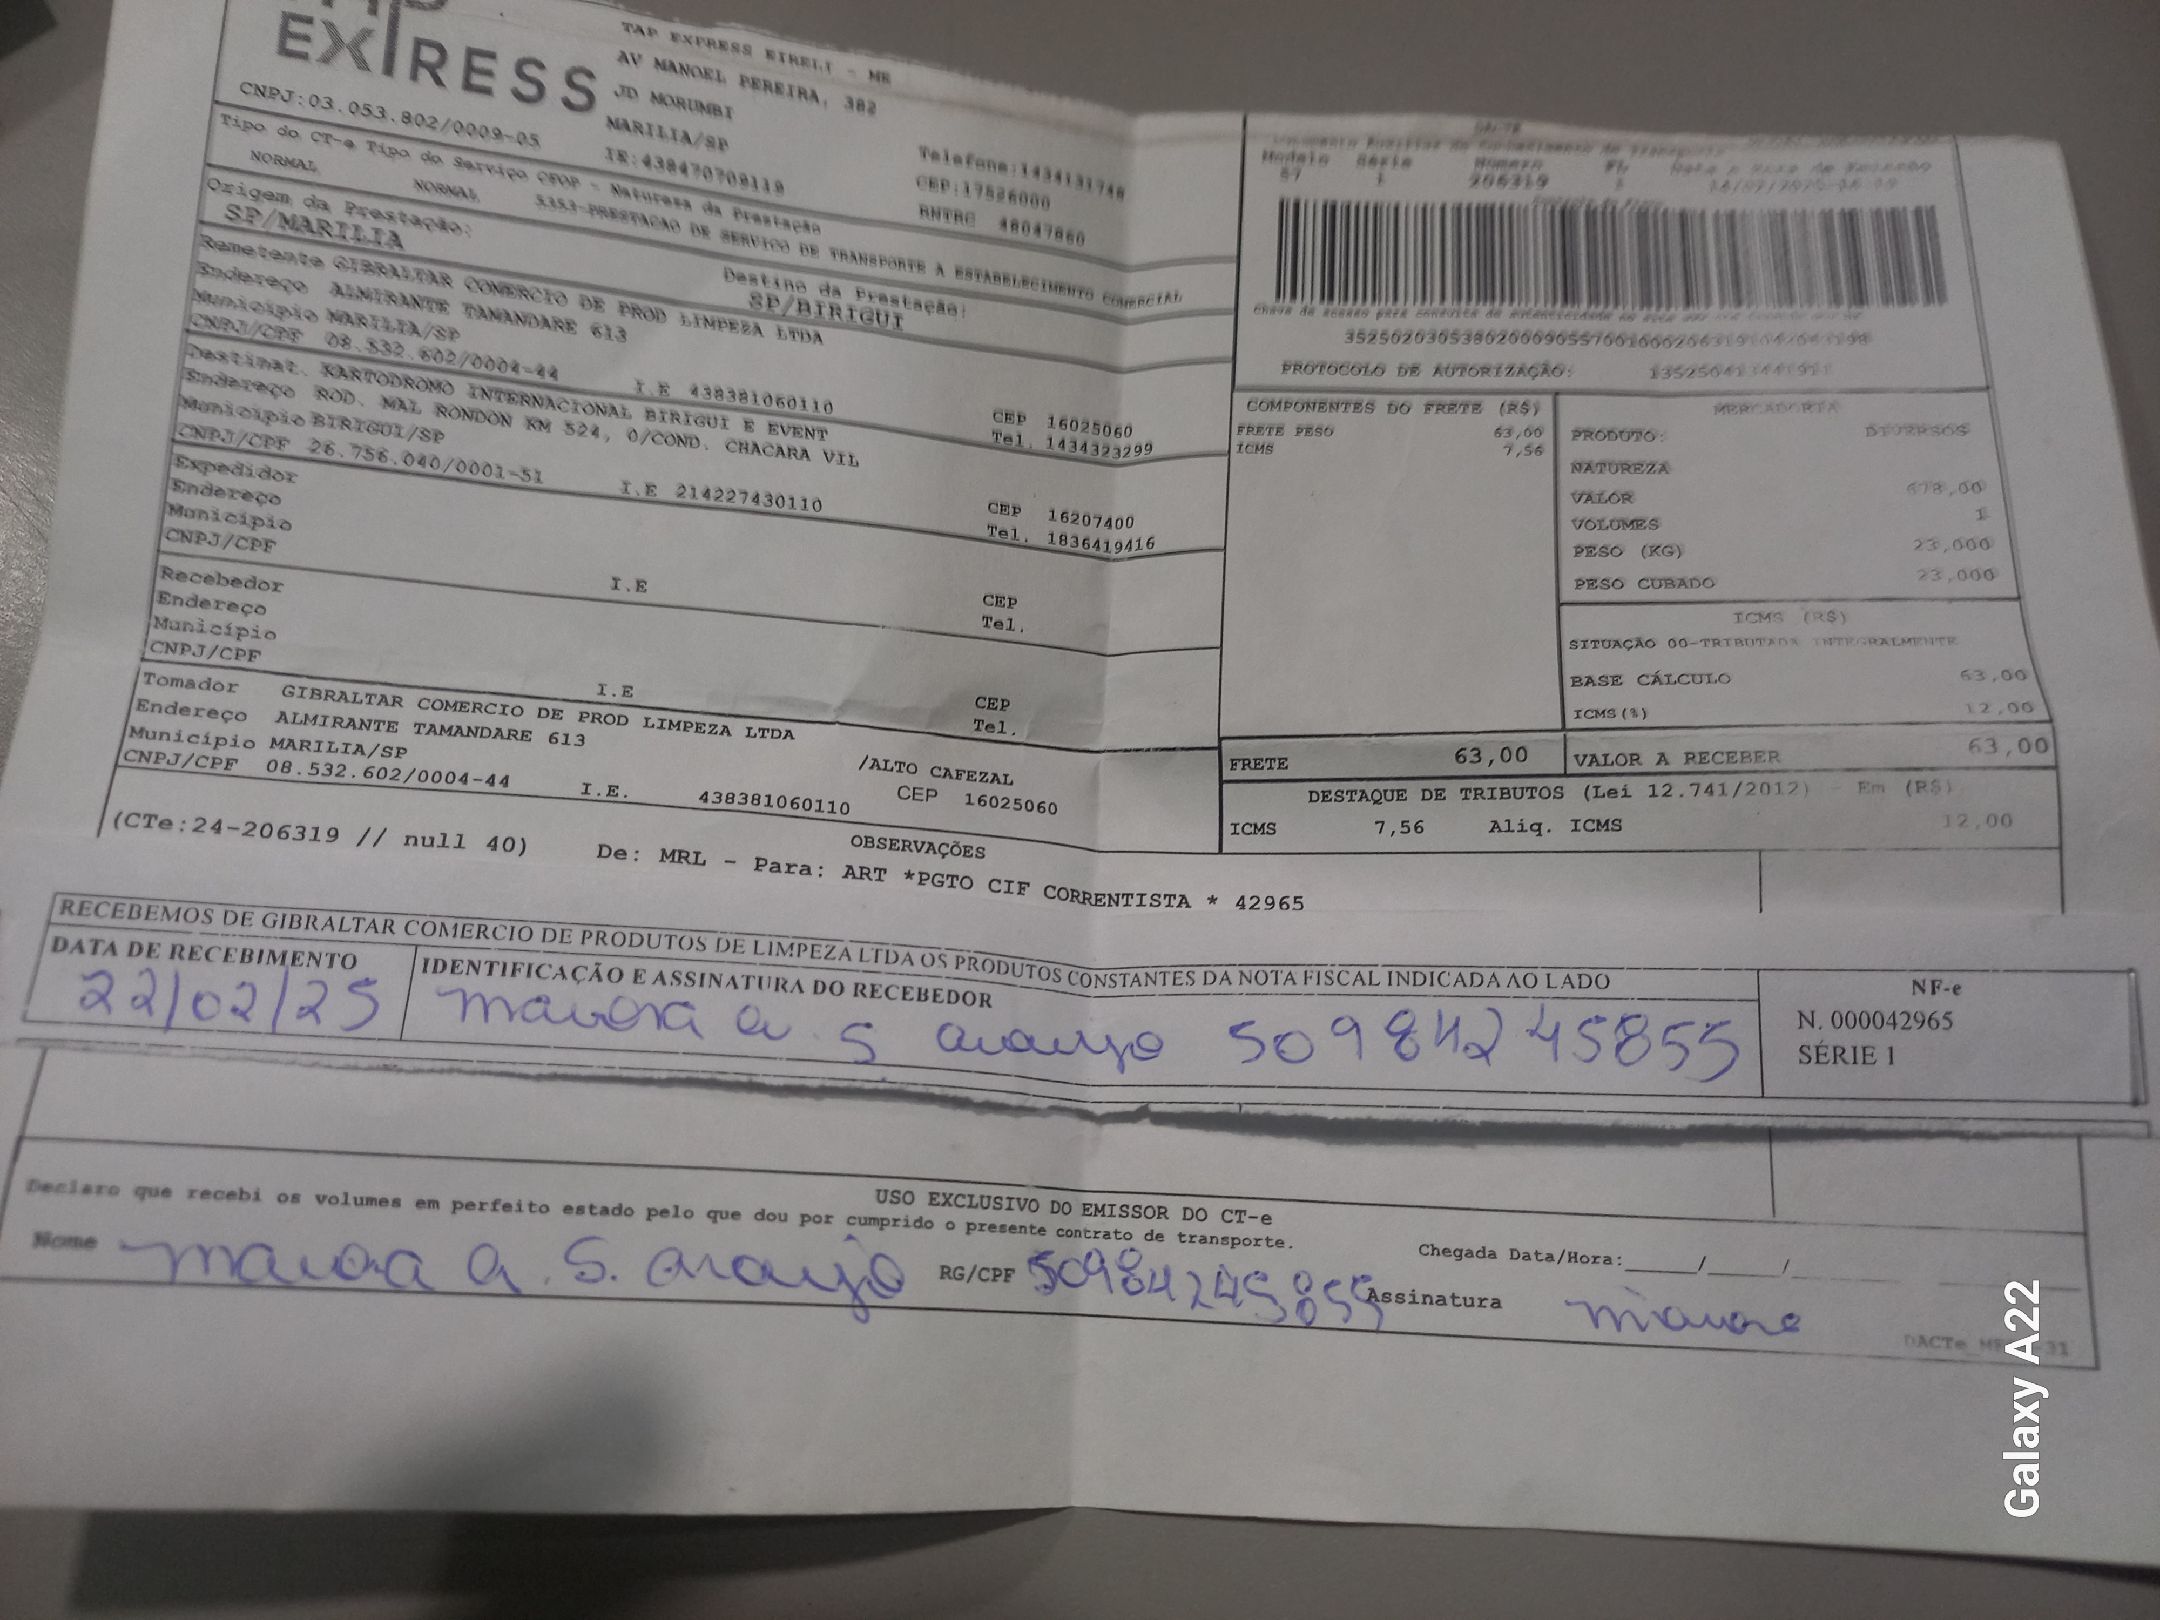 EXPRESS
CNPJ:03.053.802/0009-05
TAP EXPRESS EIRELI - ME
AV MANOEL PEREIRA, 382
JD MORUMBI
MARILIA/SP
IE:438470709119
Telefone:1434131748
CEP:17526000
RNTRC 48047860
Tipo do CT-e Tipo do Serviço CFOP - Natureza da Prestação
NORMAL NORMAL 5353-PRESTACAO DE SERVICO DE TRANSPORTE A ESTABELECIMENTO COMERCIAL
Origem da Prestação:
SP/MARILIA
Destino da Prestação:
SP/BIRIGUI
Remetente GIBRALTAR COMERCIO DE PROD LIMPEZA LTDA
Endereço ALMIRANTE TAMANDARE 613
Município MARILIA/SP CEP 16025060
CNPJ/CPF 08.532.602/0004-44 I.E 438381060110 Tel. 1434323299
Destinat. KARTODROMO INTERNACIONAL BIRIGUI E EVENT
Endereço ROD. MAL RONDON KM 524, 0/COND. CHACARA VIL
Município BIRIGUI/SP CEP 16207400
CNPJ/CPF 26.756.040/0001-51 I.E 214227430110 Tel. 1836419416
Expedidor
Endereço
Município CEP
CNPJ/CPF I.E Tel.
Recebedor
Endereço
Município CEP
CNPJ/CPF I.E Tel.
Tomador GIBRALTAR COMERCIO DE PROD LIMPEZA LTDA
Endereço ALMIRANTE TAMANDARE 613 /ALTO CAFEZAL
Município MARILIA/SP CEP 16025060
CNPJ/CPF 08.532.602/0004-44 I.E. 438381060110
Modelo Série Número
57 1 206319 1
PROTOCOLO DE AUTORIZAÇÃO:
COMPONENTES DO FRETE (R$)
FRETE PESO 63,00
ICMS 7,56
MERCADORIA
PRODUTO: DIVERSOS
NATUREZA
VALOR 678,00
VOLUMES 1
PESO (KG) 23,000
PESO CUBADO 23,000
ICMS (R$)
SITUAÇÃO 00-TRIBUTADA INTEGRALMENTE
BASE CÁLCULO 63,00
ICMS(%) 12,00
FRETE 63,00 VALOR A RECEBER 63,00
DESTAQUE DE TRIBUTOS (Lei 12.741/2012) - Em (R$)
ICMS 7,56 Aliq. ICMS 12,00
OBSERVAÇÕES
(CTe:24-206319 // null 40) De: MRL - Para: ART *PGTO CIF CORRENTISTA * 42965
RECEBEMOS DE GIBRALTAR COMERCIO DE PRODUTOS DE LIMPEZA LTDA OS PRODUTOS CONSTANTES DA NOTA FISCAL INDICADA AO LADO
DATA DE RECEBIMENTO
22/02/25
IDENTIFICAÇÃO E ASSINATURA DO RECEBEDOR
a. S araujo 50984245855
NF-e
N. 000042965
SÉRIE 1
USO EXCLUSIVO DO EMISSOR DO CT-e
Declaro que recebi os volumes em perfeito estado pelo que dou por cumprido o presente contrato de transporte.
Chegada Data/Hora:_____/_____/
Nome a. S. araujo RG/CPF 50984245855 Assinatura
Galaxy A22